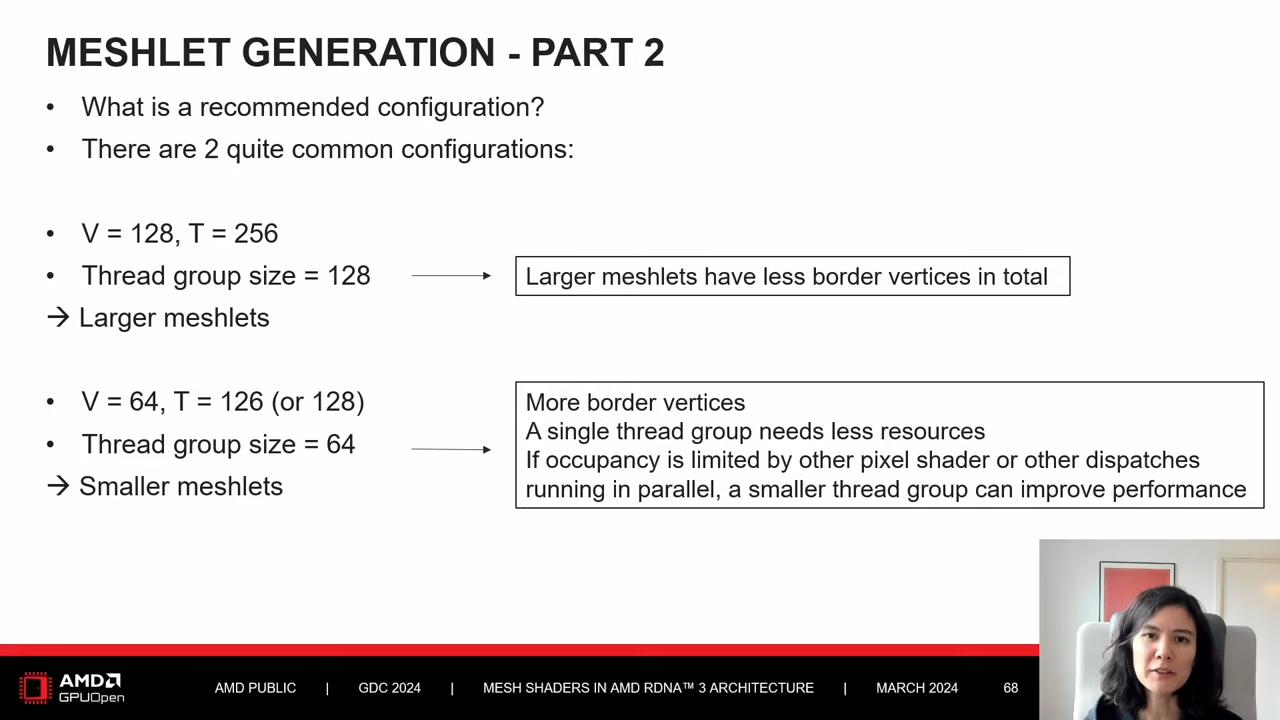 MESHLET GENERATION - PART 2
• What is a recommended configuration?
• There are 2 quite common configurations:
• V = 128, T = 256
• Thread group size = 128
→ Larger meshlets
Larger meshlets have less border vertices in total
• V = 64, T = 126 (or 128)
• Thread group size = 64
→ Smaller meshlets
More border vertices
A single thread group needs less resources
If occupancy is limited by other pixel shader or other dispatches
running in parallel, a smaller thread group can improve performance
AMD
GPUOpen
AMD PUBLIC | GDC 2024 | MESH SHADERS IN AMD RDNA™ 3 ARCHITECTURE | MARCH 2024 68